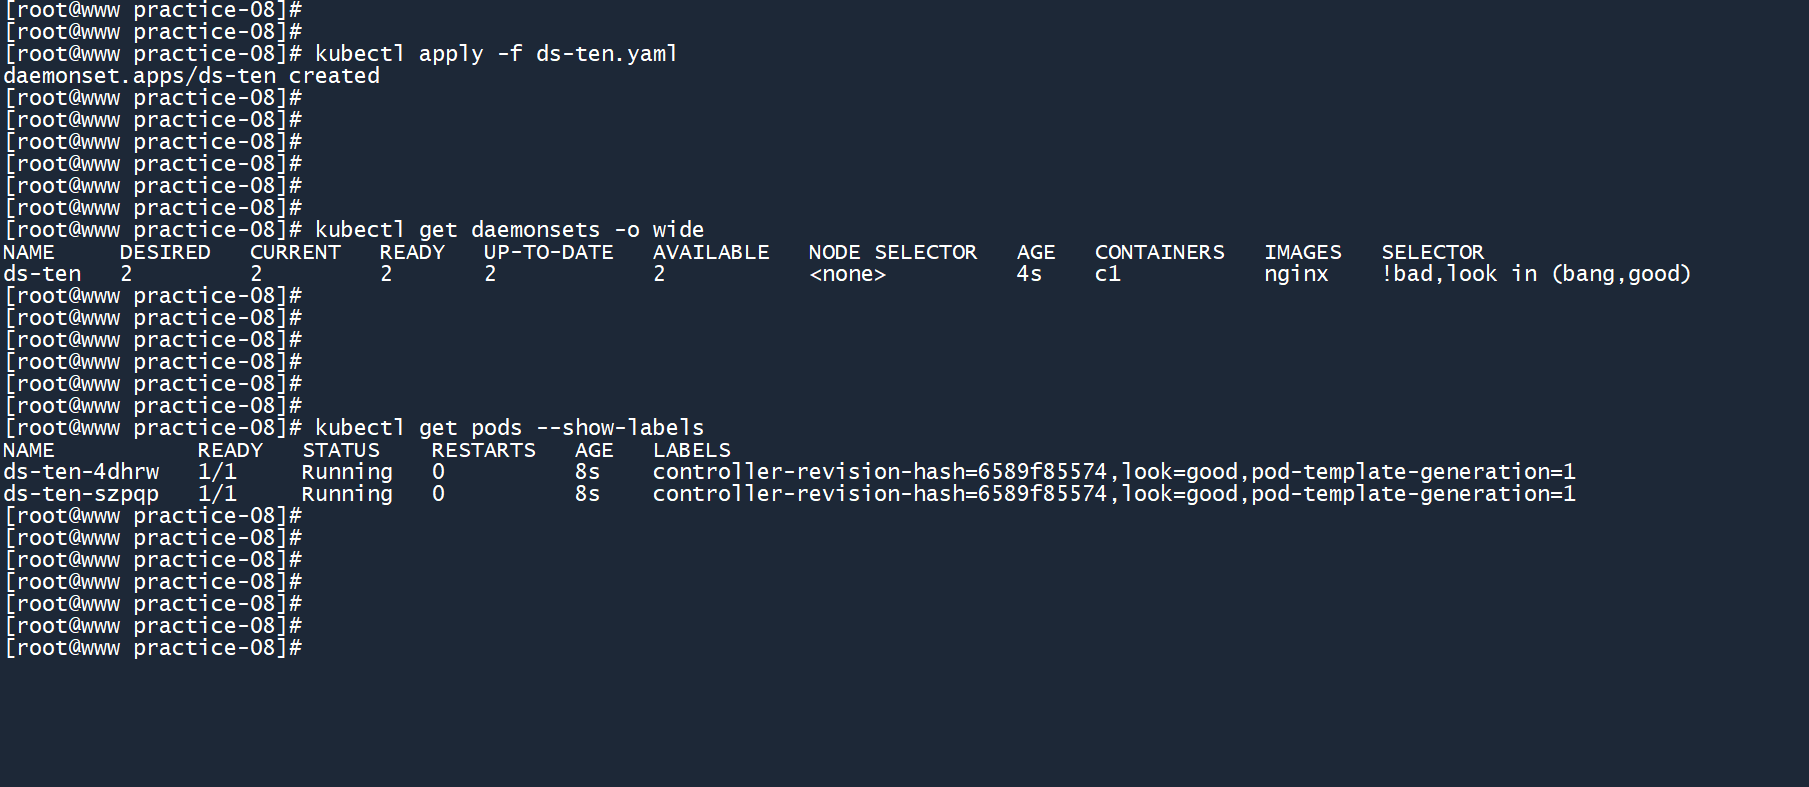 [root@www practice-08]#
[root@www practice-08]#
[root@www practice-08]# kubectl apply -f ds-ten.yaml
daemonset.apps/ds-ten created
[root@www practice-08]#
[root@www practice-08]#
[root@www practice-08]#
[root@www practice-08]#
[root@www practice-08]#
[root@www practice-08]#
[root@www practice-08]# kubectl get daemonsets -o wide
NAME     DESIRED   CURRENT   READY   UP-TO-DATE   AVAILABLE   NODE SELECTOR   AGE   CONTAINERS   IMAGES   SELECTOR
ds-ten   2         2         2       2            2           <none>          4s    c1           nginx    !bad,look in (bang,good)
[root@www practice-08]#
[root@www practice-08]#
[root@www practice-08]#
[root@www practice-08]#
[root@www practice-08]#
[root@www practice-08]#
[root@www practice-08]# kubectl get pods --show-labels
NAME           READY   STATUS    RESTARTS   AGE   LABELS
ds-ten-4dhrw   1/1     Running   0          8s    controller-revision-hash=6589f85574,look=good,pod-template-generation=1
ds-ten-szpqp   1/1     Running   0          8s    controller-revision-hash=6589f85574,look=good,pod-template-generation=1
[root@www practice-08]#
[root@www practice-08]#
[root@www practice-08]#
[root@www practice-08]#
[root@www practice-08]#
[root@www practice-08]#
[root@www practice-08]#